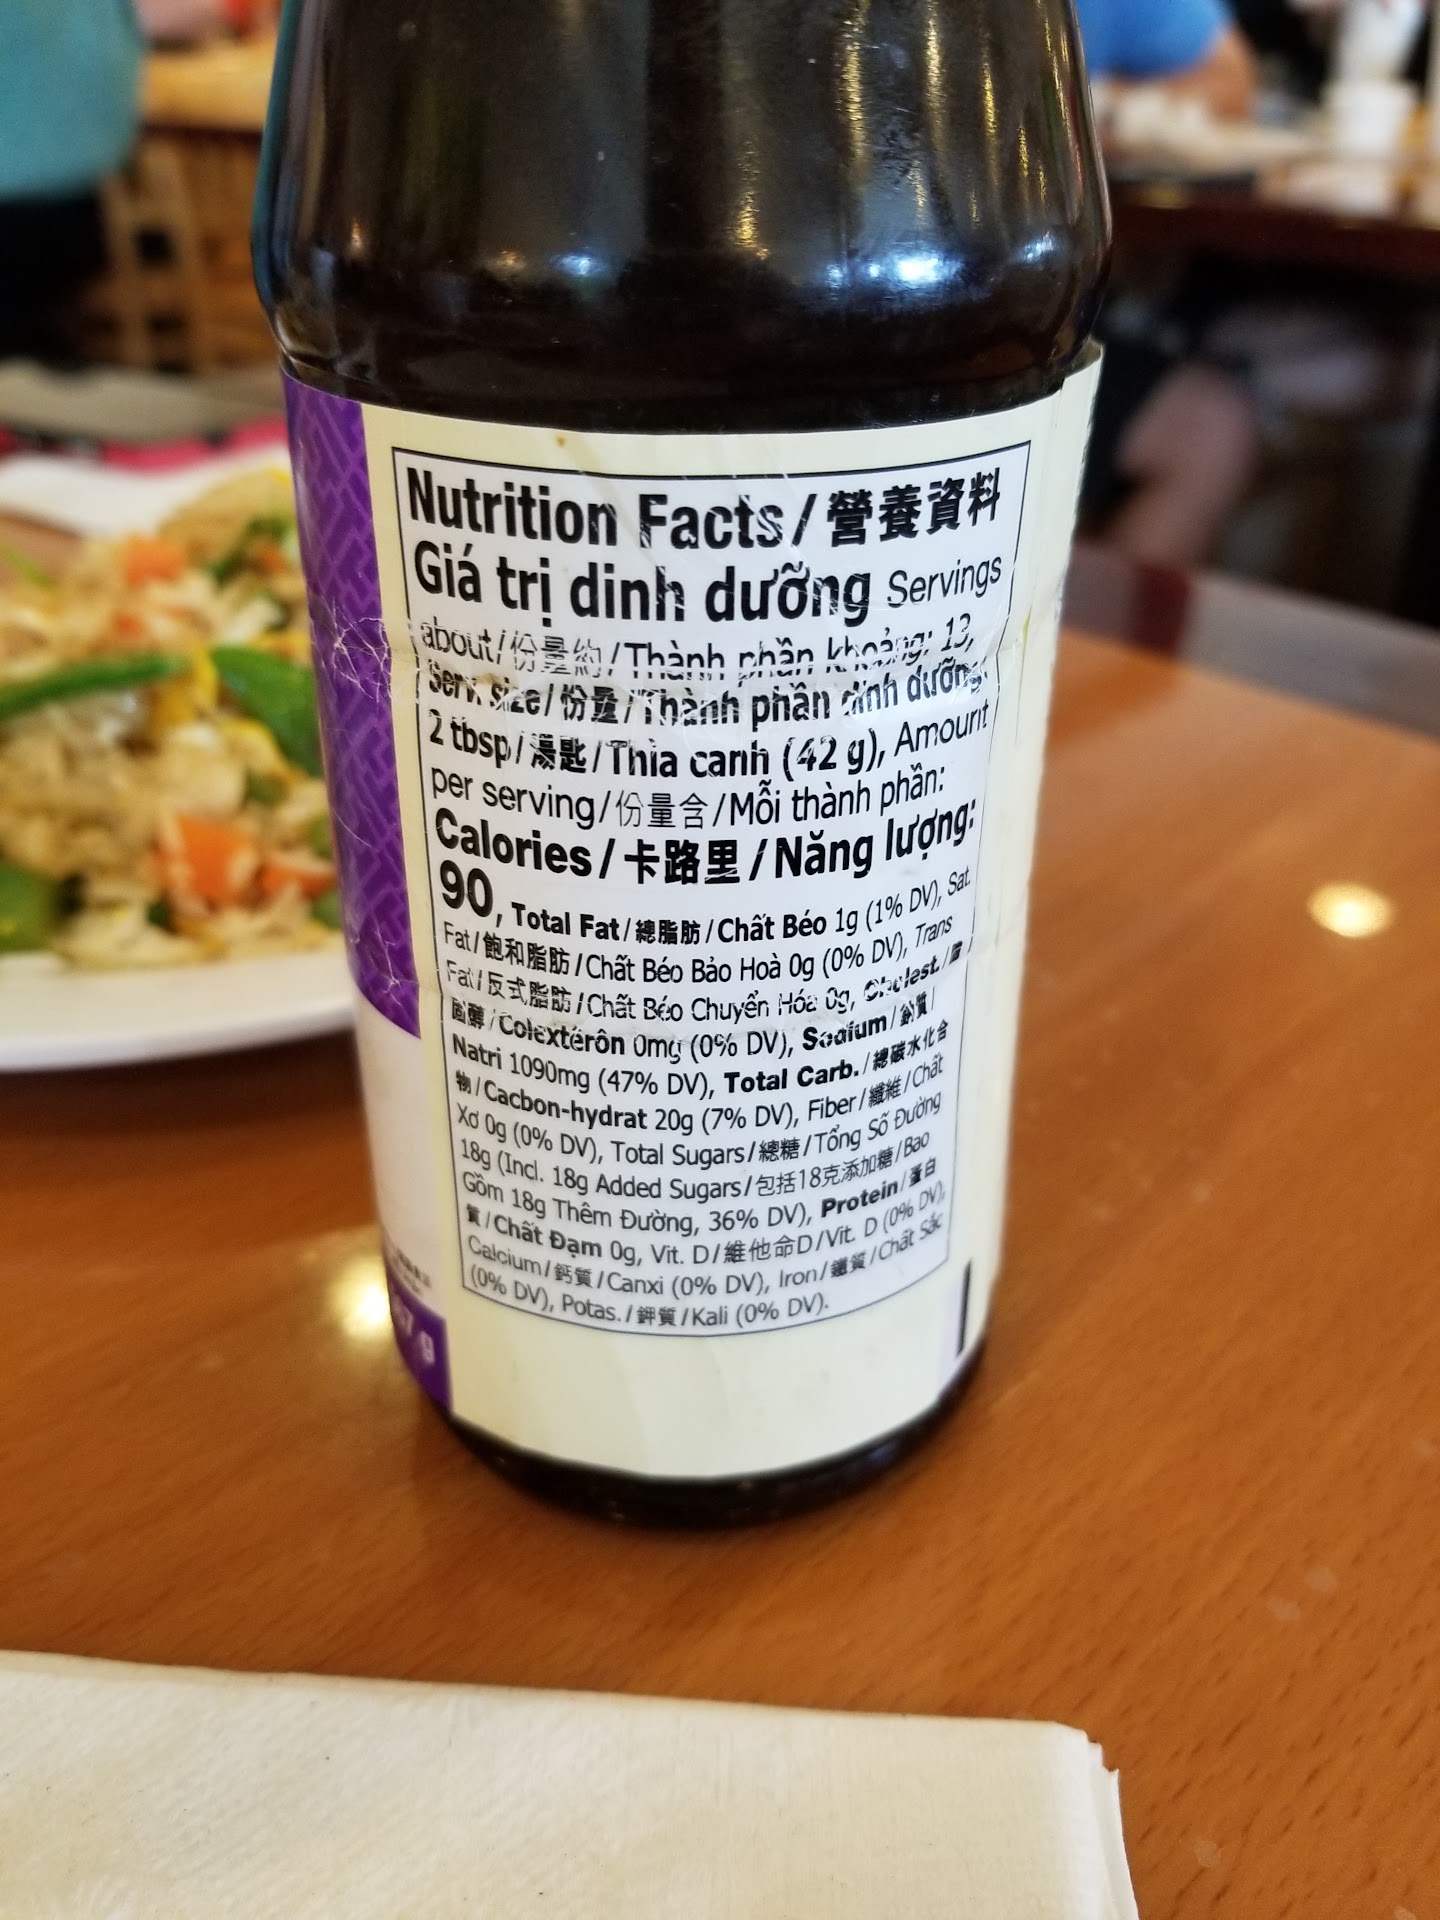 Nutrition Facts/營養資料
Giá trị dinh dưỡng Servings
about/份量約/Thành phần khoảng: 13,
Serv. size/份量/Thành phần dinh dưỡng:
2 tbsp/湯匙/Thìa canh (42 g), Amount
per serving/份量含/Mỗi thành phần:
Calories/卡路里/Năng lượng:
90, Total Fat/總脂肪/Chất Béo 1g (1% DV), Sat.
Fat/飽和脂肪/Chất Béo Bảo Hoà 0g (0% DV), Trans
Fat/反式脂肪/Chất Béo Chuyển Hóa 0g, Cholest./膽
固醇/Colextêrôn 0mg (0% DV), Sodium/鈉質/
Natri 1090mg (47% DV), Total Carb./總碳水化合
物/Cacbon-hydrat 20g (7% DV), Fiber/纖維/Chất
Xơ 0g (0% DV), Total Sugars/總糖/Tổng Số Đường
18g (Incl. 18g Added Sugars/包括18克添加糖/Bao
Gồm 18g Thêm Đường, 36% DV), Protein/蛋白
質/Chất Đạm 0g, Vit. D/維他命D/Vit. D (0% DV),
Calcium/鈣質/Canxi (0% DV), Iron/鐵質/Chất Sắc
(0% DV), Potas./鉀質/Kali (0% DV).
7 g